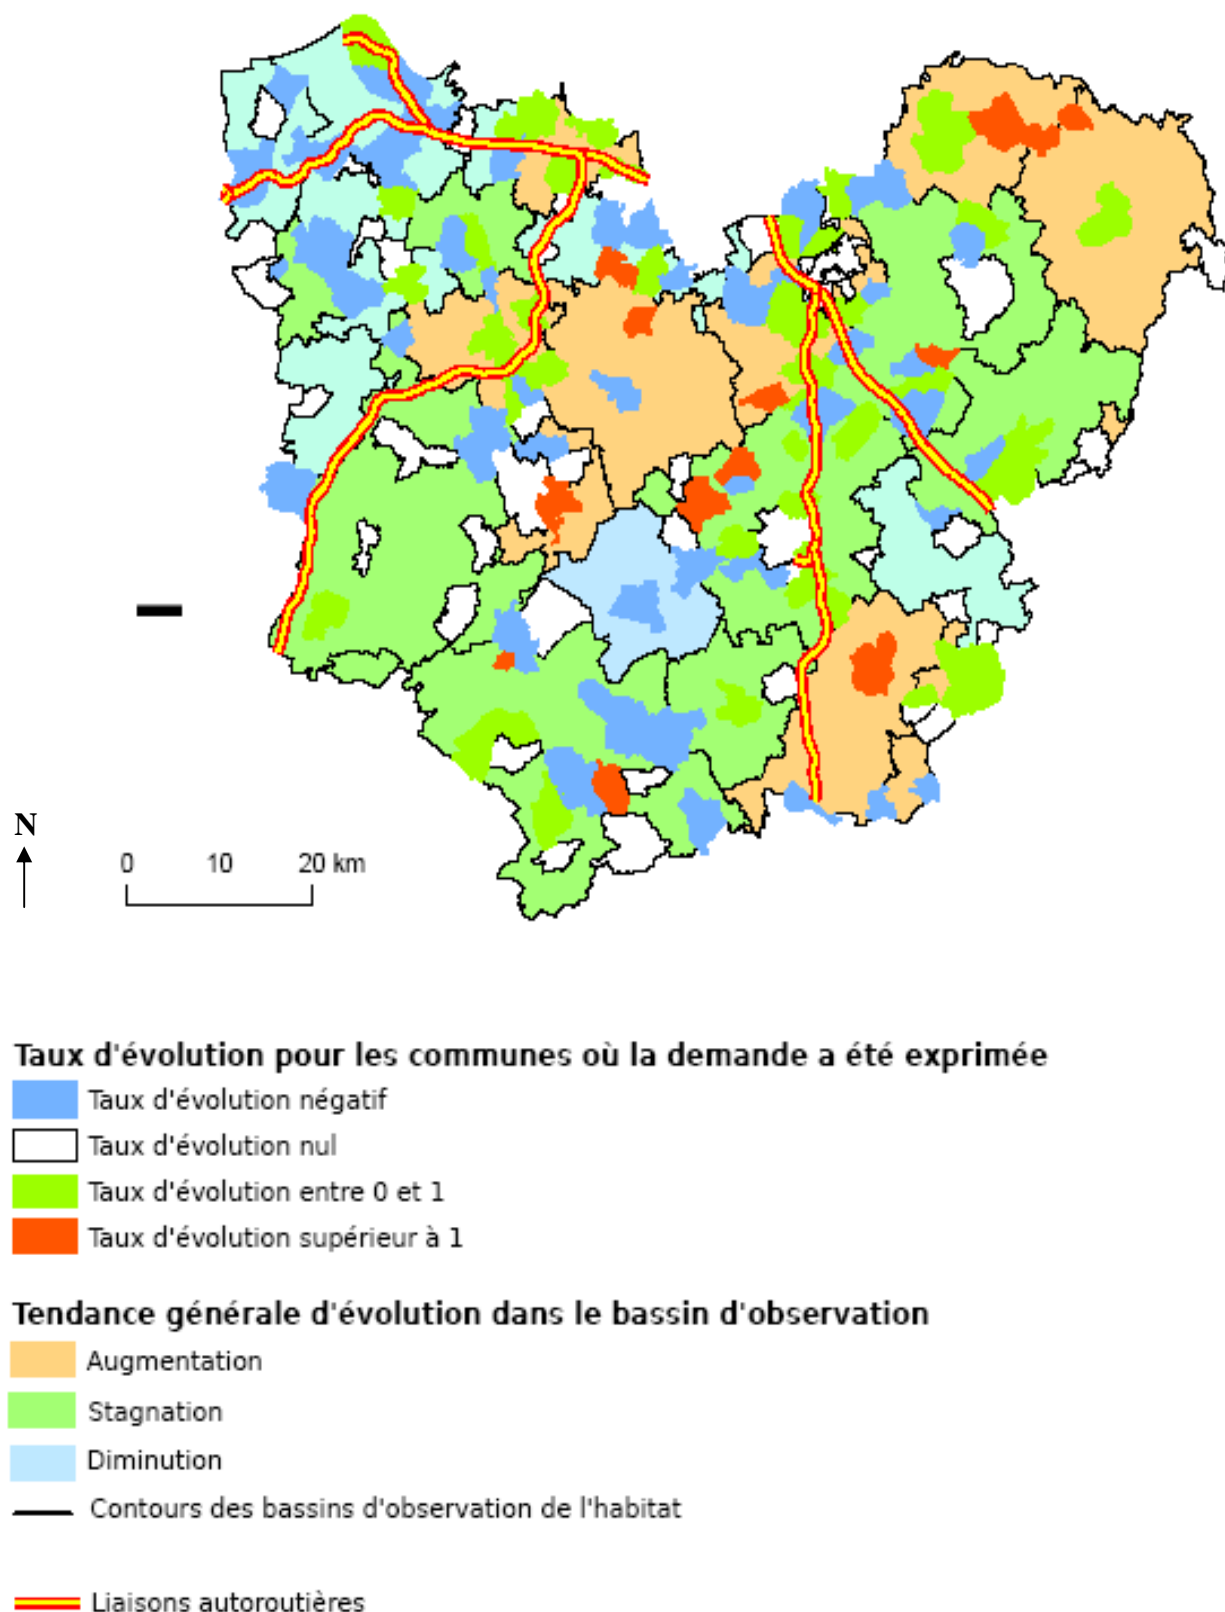 N
0 10 20 km
Taux d'évolution pour les communes où la demande a été exprimée
Taux d'évolution négatif
Taux d'évolution nul
Taux d'évolution entre 0 et 1
Taux d'évolution supérieur à 1
Tendance générale d'évolution dans le bassin d'observation
Augmentation
Stagnation
Diminution
Contours des bassins d'observation de l'habitat
Liaisons autoroutières